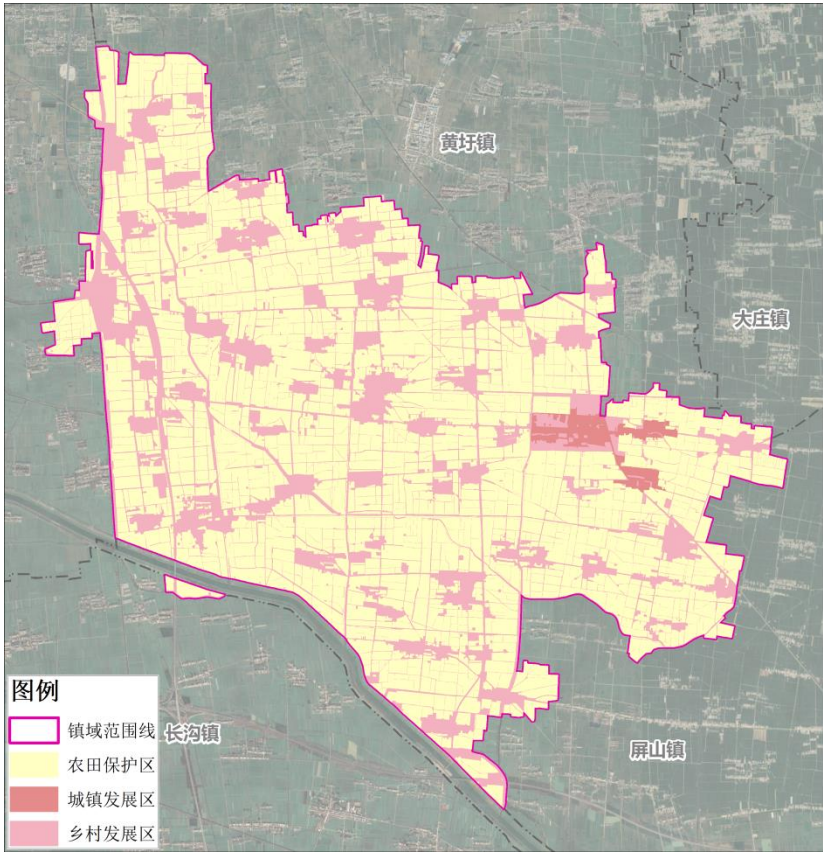 黄圩镇
大庄镇
长沟镇
屏山镇
图例
镇域范围线
农田保护区
城镇发展区
乡村发展区